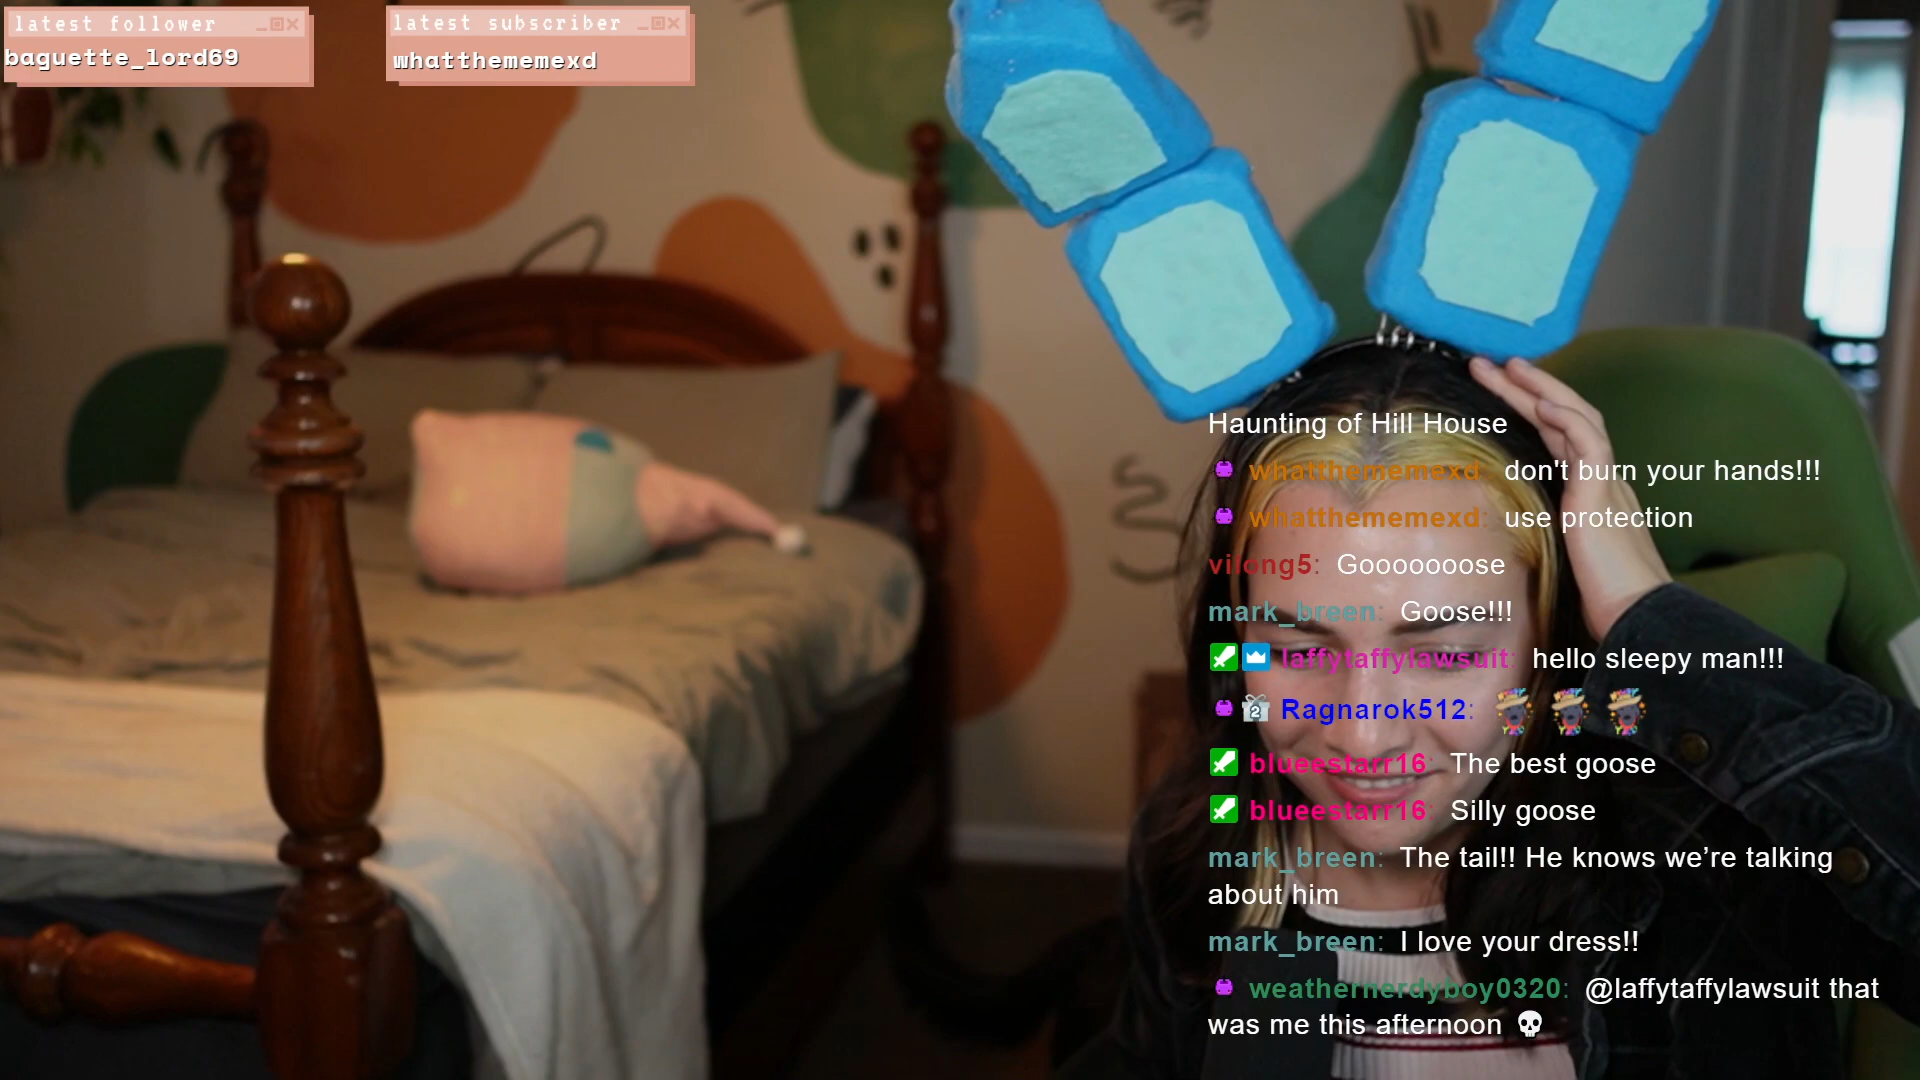 latest follower
baguette_lord69
latest subscriber
whatthememexd
Haunting of Hill House
whatthememexd: don't burn your hands!!!
whatthememexd: use protection
vilong5: Gooooooose
mark_breen: Goose!!!
laffytaffylawsuit: hello sleepy man!!!
2 Ragnarok512:
blueestarr16: The best goose
blueestarr16: Silly goose
mark_breen: The tail!! He knows we’re talking
about him
mark_breen: I love your dress!!
weathernerdyboy0320: @laffytaffylawsuit that
was me this afternoon 💀